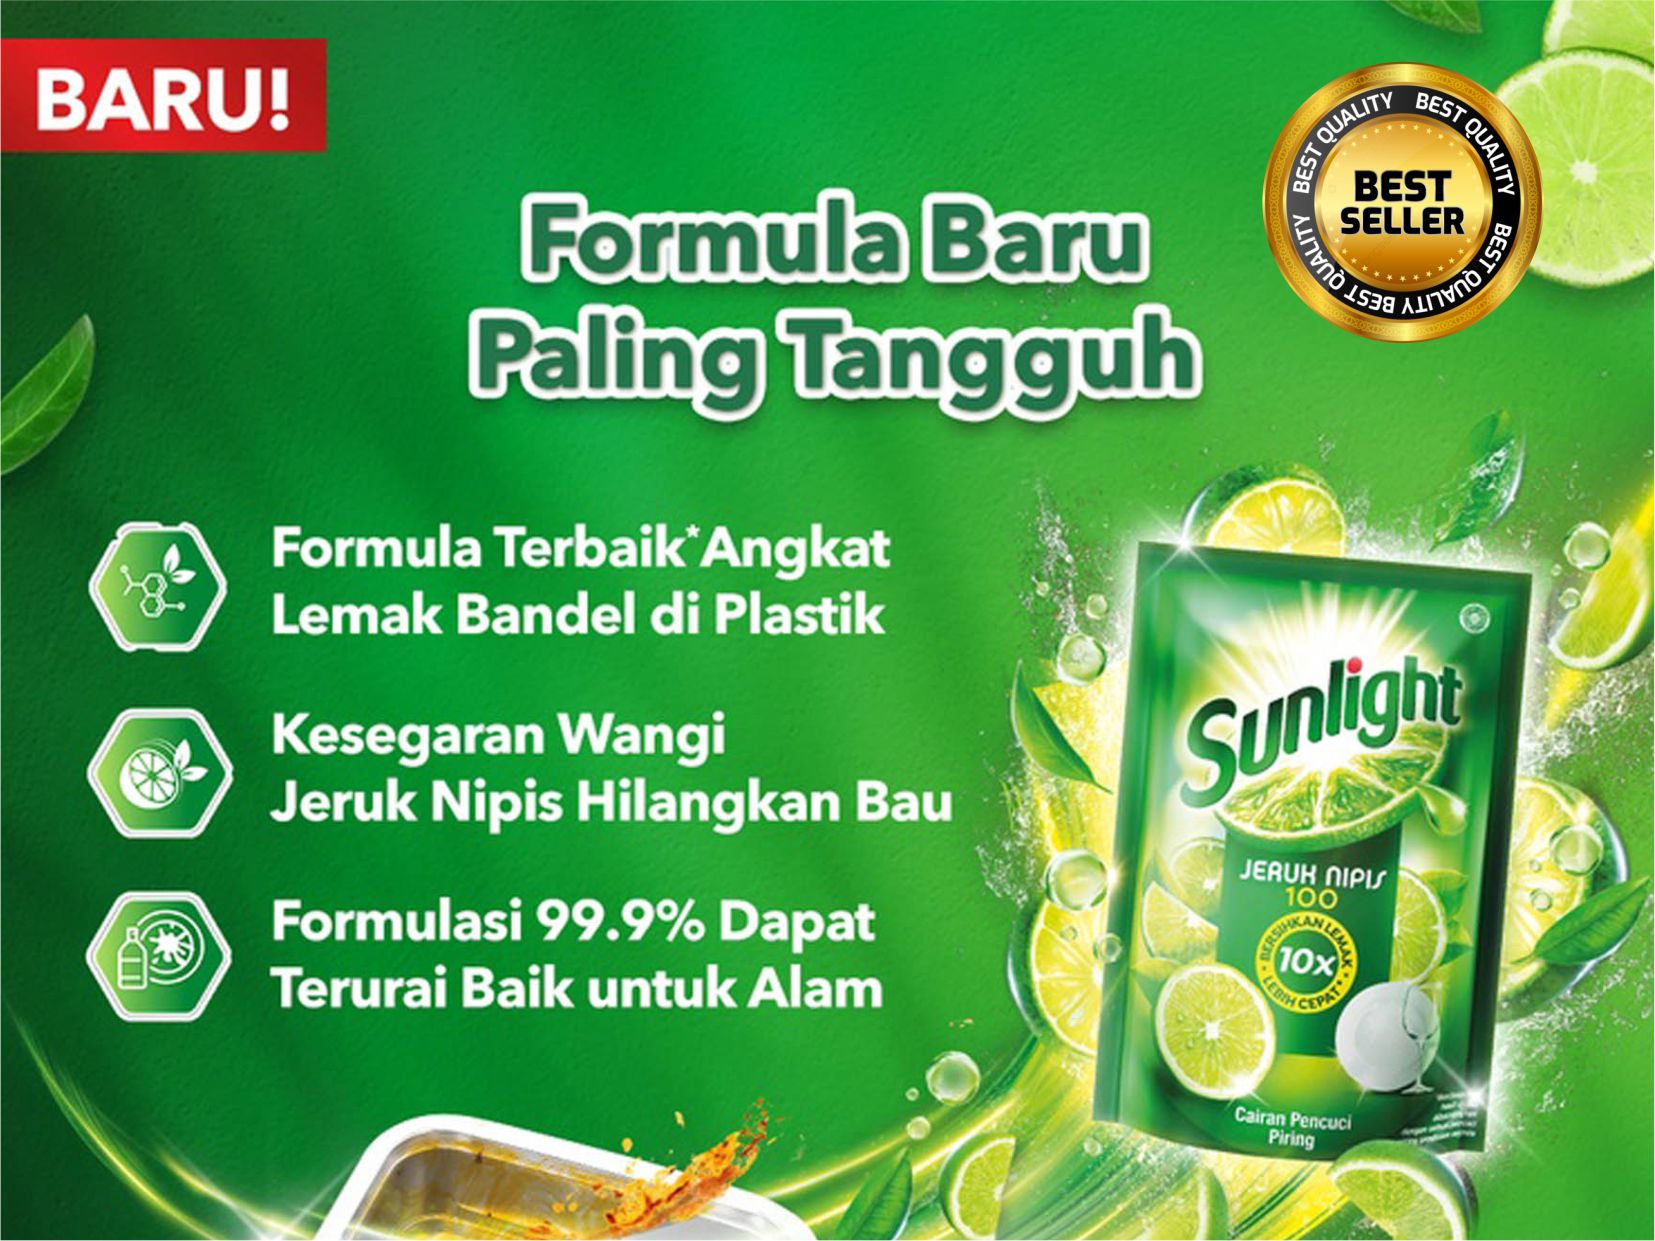 BARU!
BEST QUALITY BEST QUALITY BEST QUALITY BEST QUALITY
BEST
SELLER
Formula Baru
Paling Tangguh
Formula Terbaik* Angkat
Lemak Bandel di Plastik
Kesegaran Wangi
Jeruk Nipis Hilangkan Bau
Formulasi 99.9% Dapat
Terurai Baik untuk Alam
Sunlight
JERUK NIPIS
100
BERSIHKAN LEMAK
10x
LEBIH CEPAT*
Cairan Pencuci
Piring